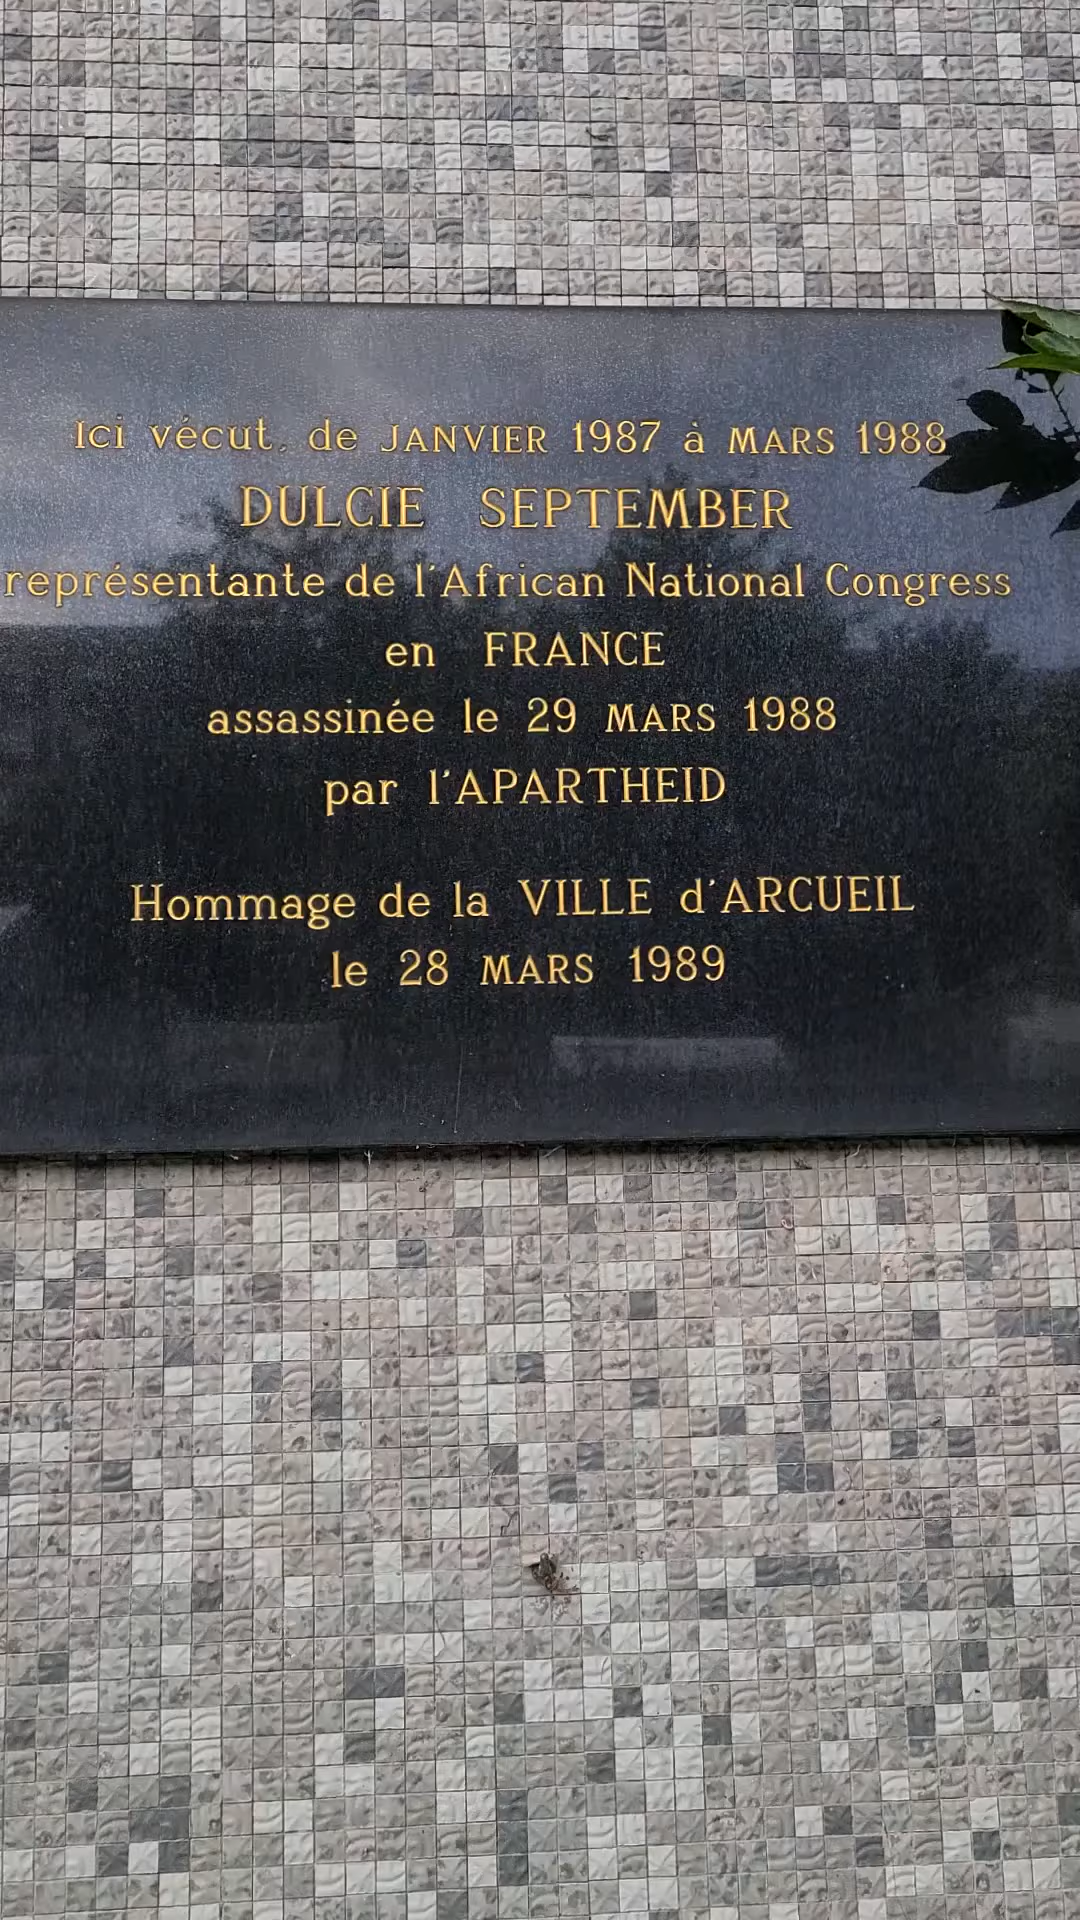 Ici vécut, de JANVIER 1987 à MARS 1988
DULCIE SEPTEMBER
représentante de l'African National Congress
en FRANCE
assassinée le 29 MARS 1988
par l'APARTHEID
Hommage de la VILLE d'ARCUEIL
le 28 MARS 1989